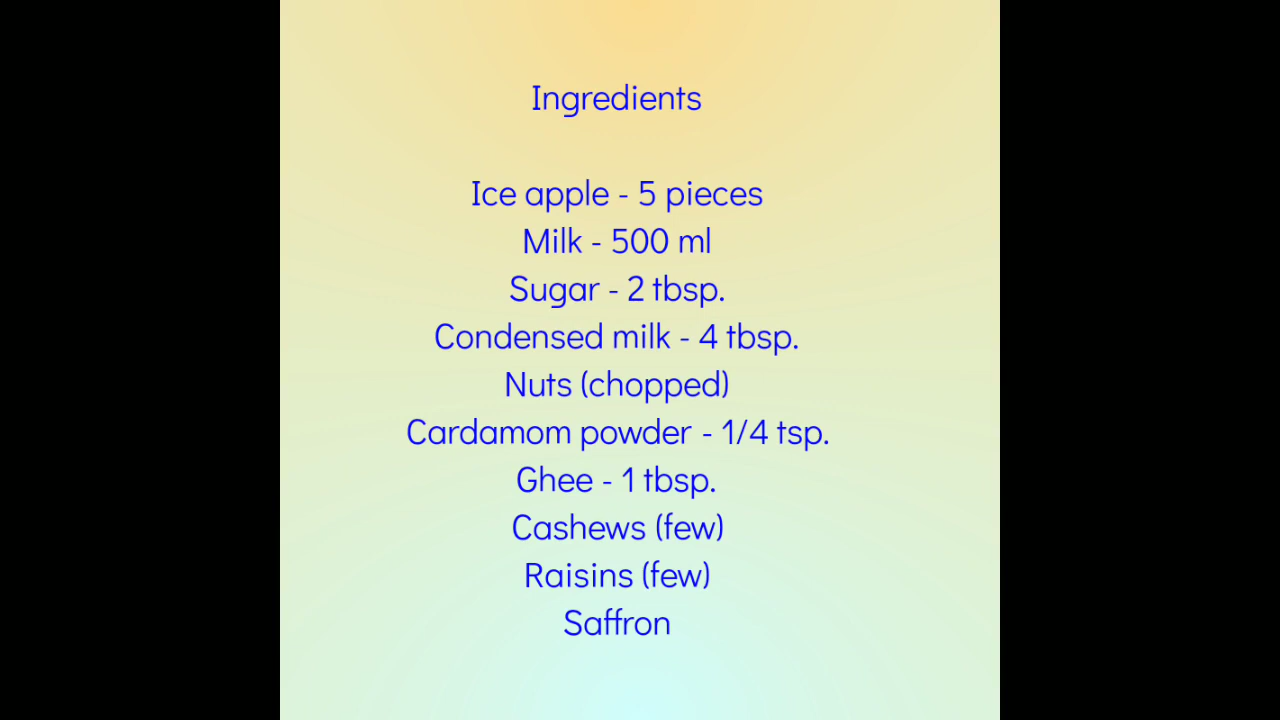 Ingredients
Ice apple - 5 pieces
Milk - 500 ml
Sugar - 2 tbsp.
Condensed milk - 4 tbsp.
Nuts (chopped)
Cardamom powder - 1/4 tsp.
Ghee - 1 tbsp.
Cashews (few)
Raisins (few)
Saffron